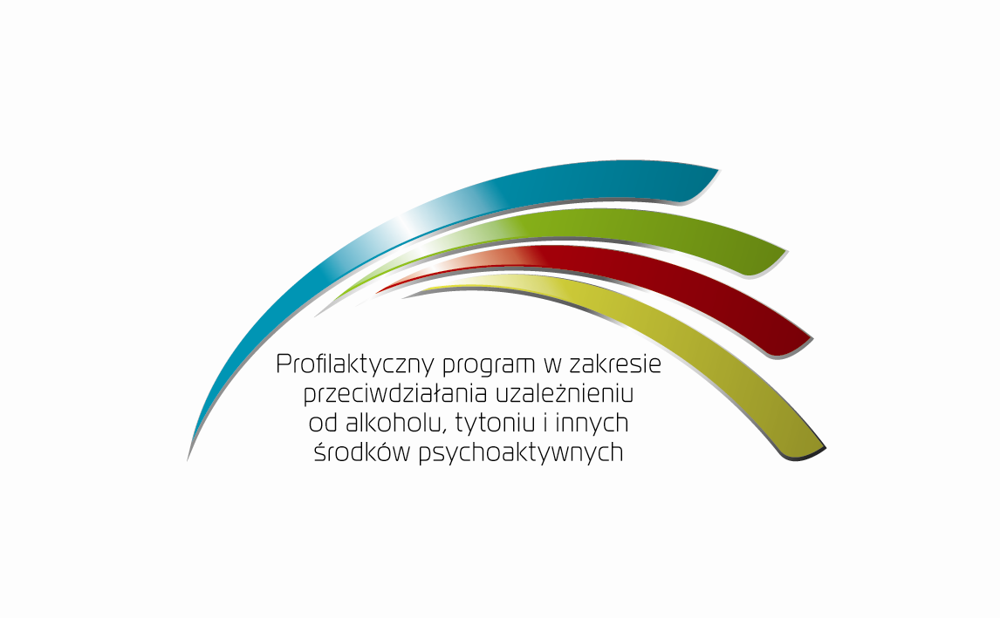 Profilaktyczny program w zakresie
przeciwdziałania uzależnieniu
od alkoholu, tytoniu i innych
środków psychoaktywnych